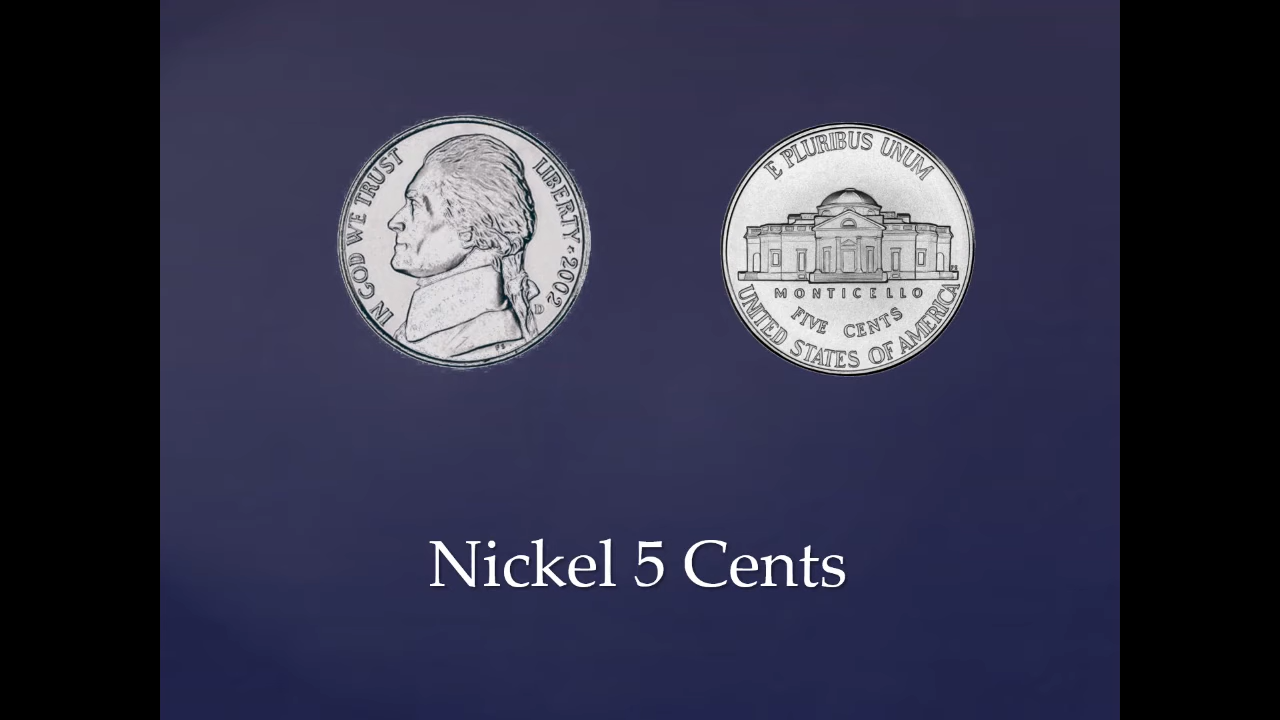 IN GOD WE TRUST
LIBERTY * 2002
D
E PLURIBUS UNUM
MONTICELLO
FIVE CENTS
UNITED STATES OF AMERICA
Nickel 5 Cents